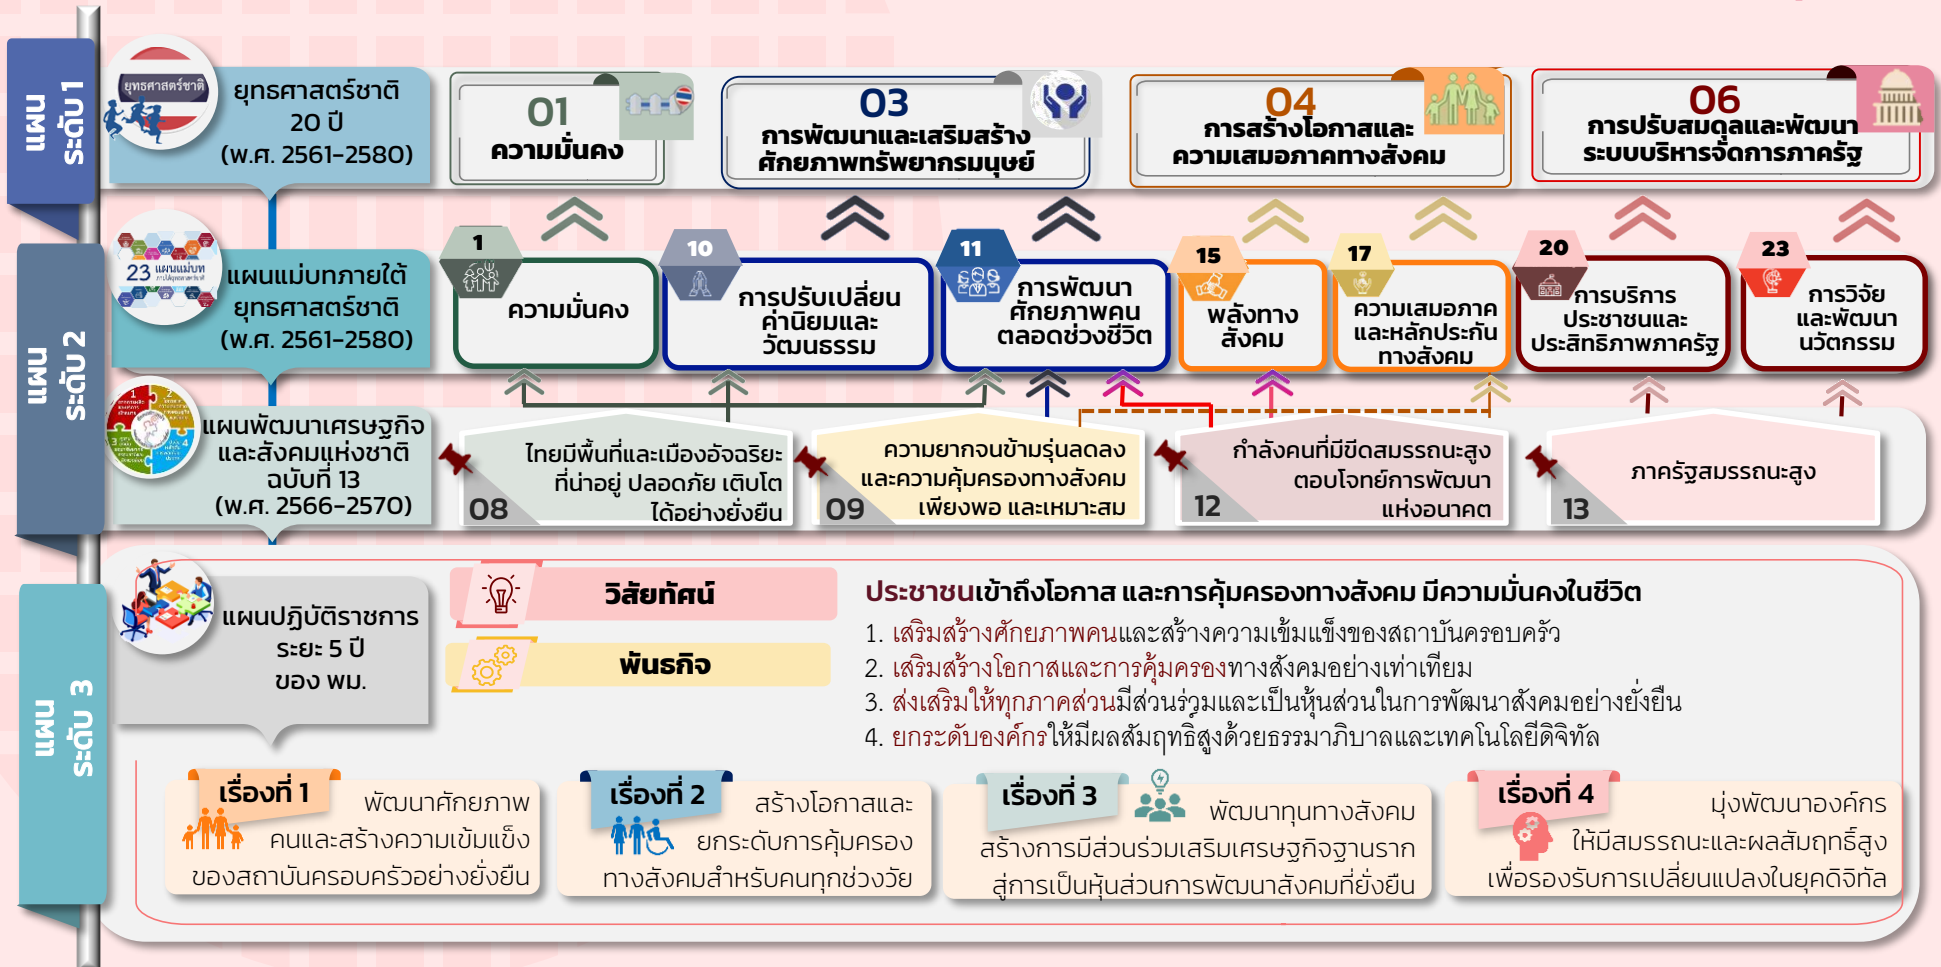 แผน
ระดับ 1
ยุทธศาสตร์ชาติ
ยุทธศาสตร์ชาติ
20 ปี
(พ.ศ. 2561-2580)
01
ความมั่นคง
03
การพัฒนาและเสริมสร้าง
ศักยภาพทรัพยากรมนุษย์
04
การสร้างโอกาสและ
ความเสมอภาคทางสังคม
06
การปรับสมดุลและพัฒนา
ระบบบริหารจัดการภาครัฐ
แผน
ระดับ 2
23 แผนแม่บท
แผนแม่บทภายใต้
ยุทธศาสตร์ชาติ
(พ.ศ. 2561-2580)
1
ความมั่นคง
10
การปรับเปลี่ยน
ค่านิยมและ
วัฒนธรรม
11
การพัฒนา
ศักยภาพคน
ตลอดช่วงชีวิต
15
พลังทาง
สังคม
17
ความเสมอภาค
และหลักประกัน
ทางสังคม
20
การบริการ
ประชาชนและ
ประสิทธิภาพภาครัฐ
23
การวิจัย
และพัฒนา
นวัตกรรม
1
3
4
แผนพัฒนาเศรษฐกิจ
และสังคมแห่งชาติ
ฉบับที่ 13
(พ.ศ. 2566-2570)
ไทยมีพื้นที่และเมืองอัจฉริยะ
ที่น่าอยู่ ปลอดภัย เติบโต
ได้อย่างยั่งยืน
08
ความยากจนข้ามรุ่นลดลง
และความคุ้มครองทางสังคม
เพียงพอ และเหมาะสม
09
กำลังคนที่มีขีดสมรรถนะสูง
ตอบโจทย์การพัฒนา
แห่งอนาคต
12
ภาครัฐสมรรถนะสูง
13
แผน
ระดับ 3
แผนปฏิบัติราชการ
ระยะ 5 ปี
ของ พม.
วิสัยทัศน์
ประชาชนเข้าถึงโอกาส และการคุ้มครองทางสังคม มีความมั่นคงในชีวิต
พันธกิจ
1. เสริมสร้างศักยภาพคนและสร้างความเข้มแข็งของสถาบันครอบครัว
2. เสริมสร้างโอกาสและการคุ้มครองทางสังคมอย่างเท่าเทียม
3. ส่งเสริมให้ทุกภาคส่วนมีส่วนร่วมและเป็นหุ้นส่วนในการพัฒนาสังคมอย่างยั่งยืน
4. ยกระดับองค์กรให้มีผลสัมฤทธิ์สูงด้วยธรรมาภิบาลและเทคโนโลยีดิจิทัล
เรื่องที่ 1
พัฒนาศักยภาพ
คนและสร้างความเข้มแข็ง
ของสถาบันครอบครัวอย่างยั่งยืน
เรื่องที่ 2
สร้างโอกาสและ
ยกระดับการคุ้มครอง
ทางสังคมสำหรับคนทุกช่วงวัย
เรื่องที่ 3
พัฒนาทุนทางสังคม
สร้างการมีส่วนร่วมเสริมเศรษฐกิจฐานราก
สู่การเป็นหุ้นส่วนการพัฒนาสังคมที่ยั่งยืน
เรื่องที่ 4
มุ่งพัฒนาองค์กร
ให้มีสมรรถนะและผลสัมฤทธิ์สูง
เพื่อรองรับการเปลี่ยนแปลงในยุคดิจิทัล